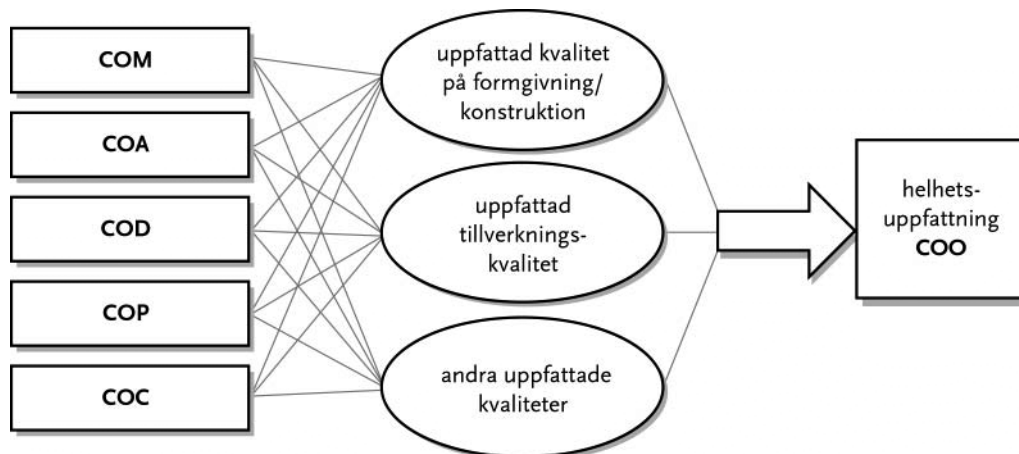 COM
COA
COD
COP
COC
uppfattad kvalitet
på formgivning/
konstruktion
uppfattad
tillverknings-
kvalitet
andra uppfattade
kvaliteter
helhets-
uppfattning
COO